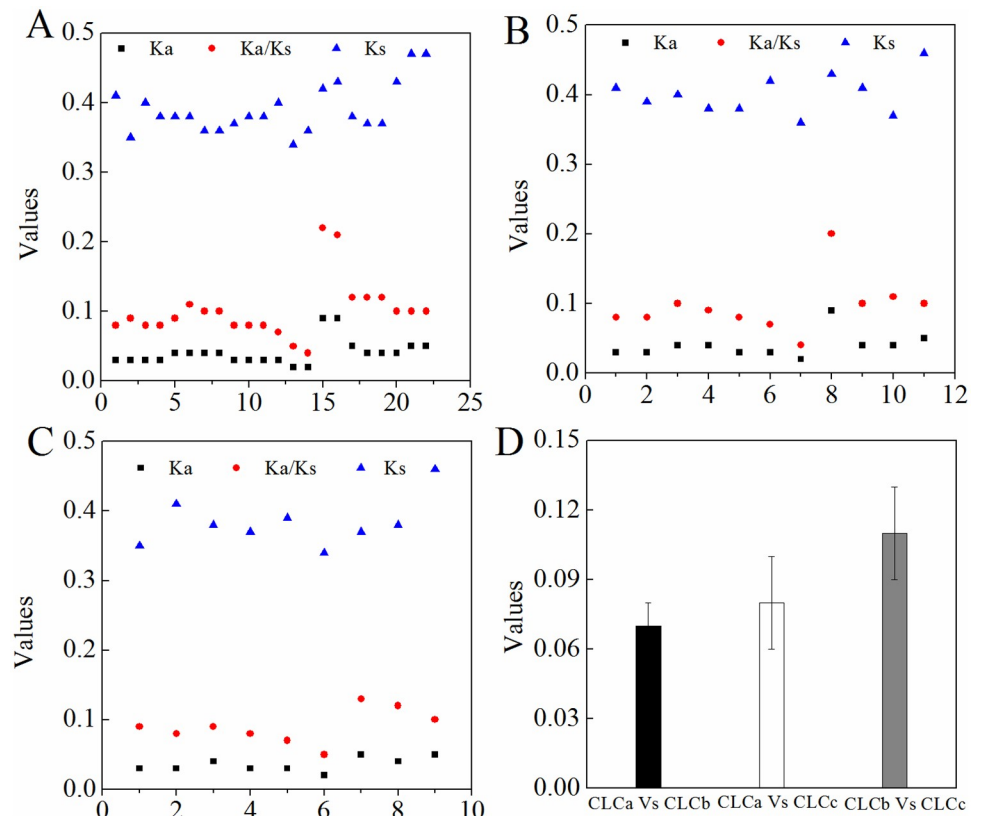 A
Ka Ka/Ks Ks
0.5
0.4
0.3
0.2
0.1
0.0
Values
0 5 10 15 20 25
B
Ka Ka/Ks Ks
0.5
0.4
0.3
0.2
0.1
0.0
Values
0 2 4 6 8 10 12
C
Ka Ka/Ks Ks
0.5
0.4
0.3
0.2
0.1
0.0
Values
0 2 4 6 8 10
D
0.15
0.12
0.09
0.06
0.03
0.00
Values
CLCa Vs CLCb CLCa Vs CLCc CLCb Vs CLCc